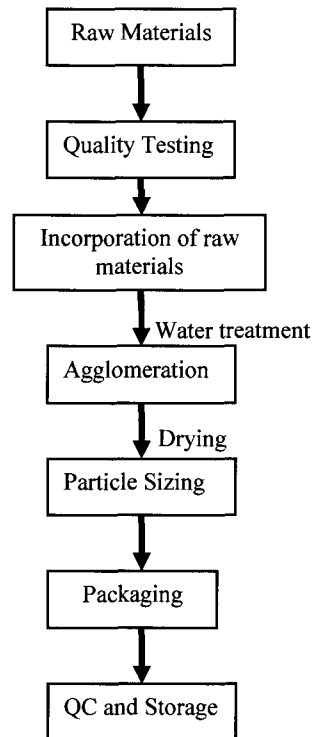 Raw Materials
Quality Testing
Incorporation of raw
materials
Water treatment
Agglomeration
Drying
Particle Sizing
Packaging
QC and Storage